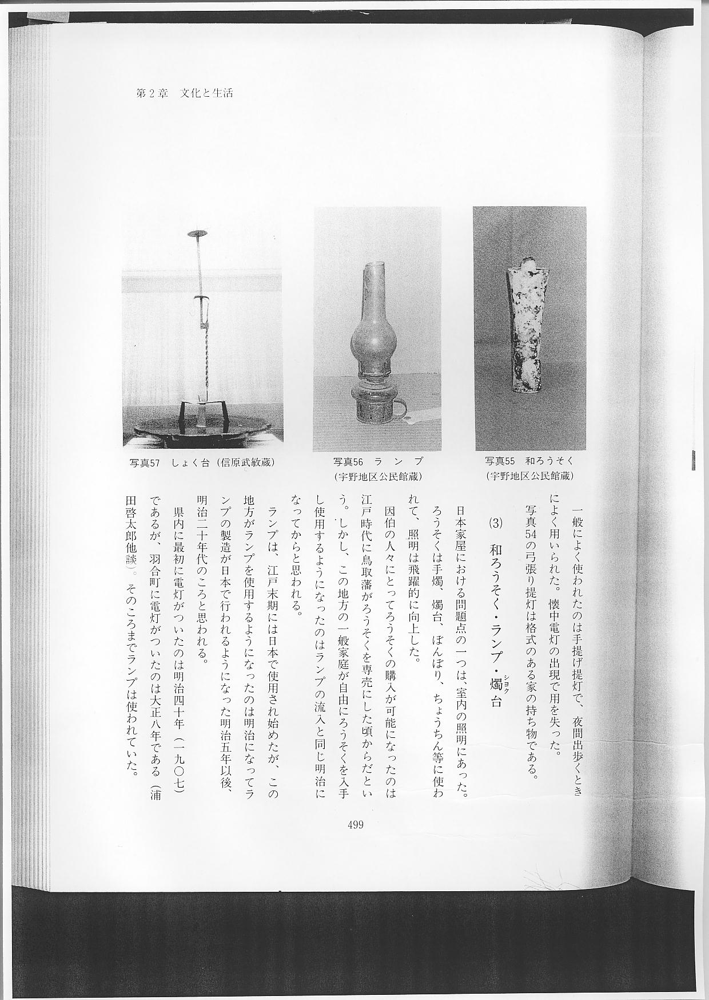 第2章　文化と生活
写真55　和ろうそく
(宇野地区公民館蔵)
写真56　ラ　ン　プ
(宇野地区公民館蔵)
写真57　しょく台(信原武敏蔵)
一般によく使われたのは手提げ提灯で、夜間出歩くとき
によく用いられた。懐中電灯の出現で用を失った。
写真54の弓張り提灯は格式のある家の持ち物である。
(3)　和ろうそく・ランプ・燭台
ショク
日本家屋における問題点の一つは、室内の照明にあった。
ろうそくは手燭、燭台、ぼんぼり、ちょうちん等に使わ
れて、照明は飛躍的に向上した。
因伯の人々にとってろうそくの購入が可能になったのは
江戸時代に鳥取藩がろうそくを専売にした頃からだとい
う。しかし、この地方の一般家庭が自由にろうそくを入手
し使用するようになったのはランプの流入と同じ明治に
なってからと思われる。
ランプは、江戸末期には日本で使用され始めたが、この
地方がランプを使用するようになったのは明治になってラ
ンプの製造が日本で行われるようになった明治五年以後、
明治二十年代のころと思われる。
県内に最初に電灯がついたのは明治四十年（一九〇七）
であるが、羽合町に電灯がついたのは大正八年である（浦
田啓太郎他談）。そのころまでランプは使われていた。
499